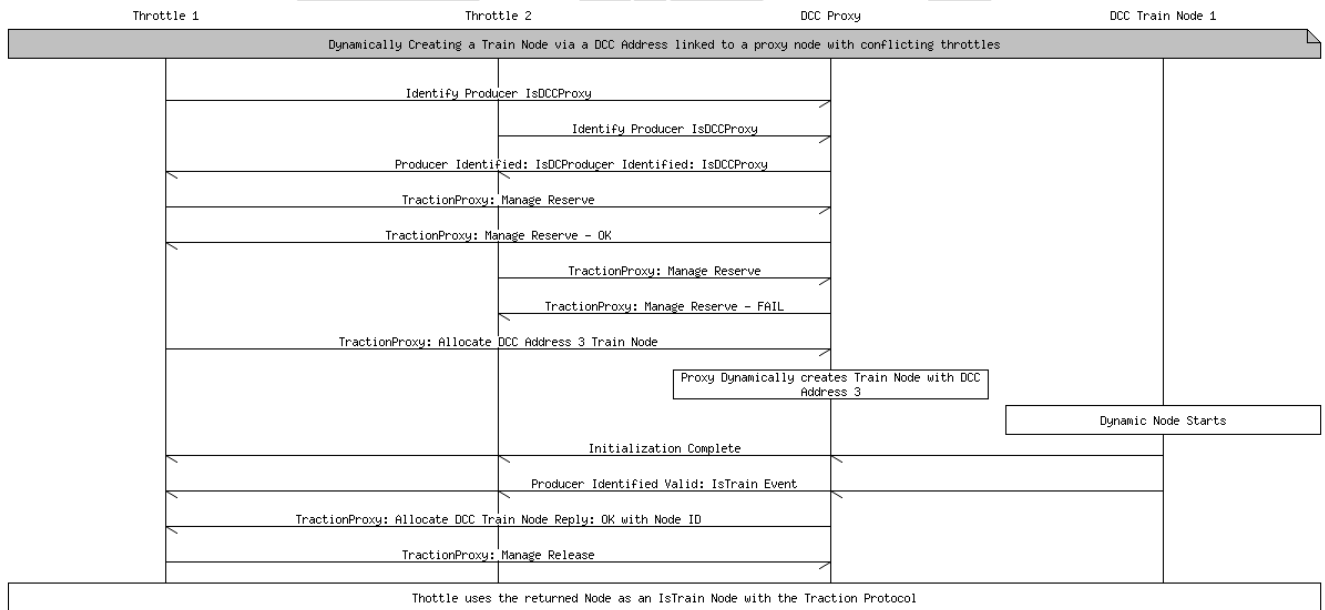 Throttle 1 Throttle 2 DCC Proxy DCC Train Node 1
Dynamically Creating a Train Node via a DCC Address linked to a proxy node with conflicting throttles
Identify Producer IsDCCProxy
Identify Producer IsDCCProxy
Producer Identified: IsDCProducer Identified: IsDCCProxy
TractionProxy: Manage Reserve
TractionProxy: Manage Reserve - OK
TractionProxy: Manage Reserve
TractionProxy: Manage Reserve - FAIL
TractionProxy: Allocate DCC Address 3 Train Node
Proxy Dynamically creates Train Node with DCC
Address 3
Dynamic Node Starts
Initialization Complete
Producer Identified Valid: IsTrain Event
TractionProxy: Allocate DCC Train Node Reply: OK with Node ID
TractionProxy: Manage Release
Thottle uses the returned Node as an IsTrain Node with the Traction Protocol